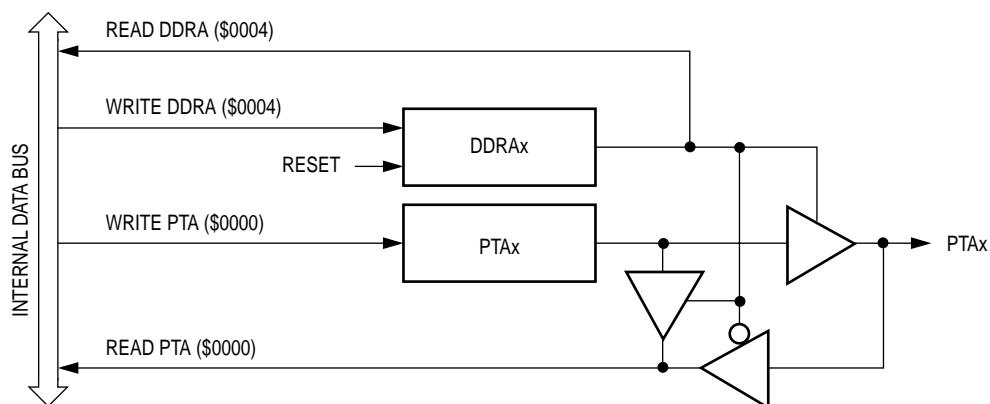 READ DDRA ($0004)
WRITE DDRA ($0004)
DDRAx
RESET
INTERNAL DATA BUS
WRITE PTA ($0000)
PTAx
PTAx
READ PTA ($0000)